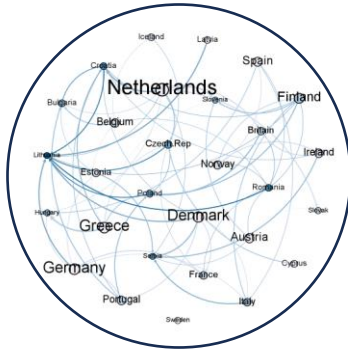 Iceland
Latvia
Croatia
Spain
Netherlands
Finland
Bulgaria
Slovenia
Belgium
Britain
Czech.Rep
Lithuania
Ireland
Norway
Estonia
Romania
Poland
Hungary
Denmark
Slovek
Greece
Austria
Serbia
Cyprus
Germany
France
Portugal
Italy
Sweden